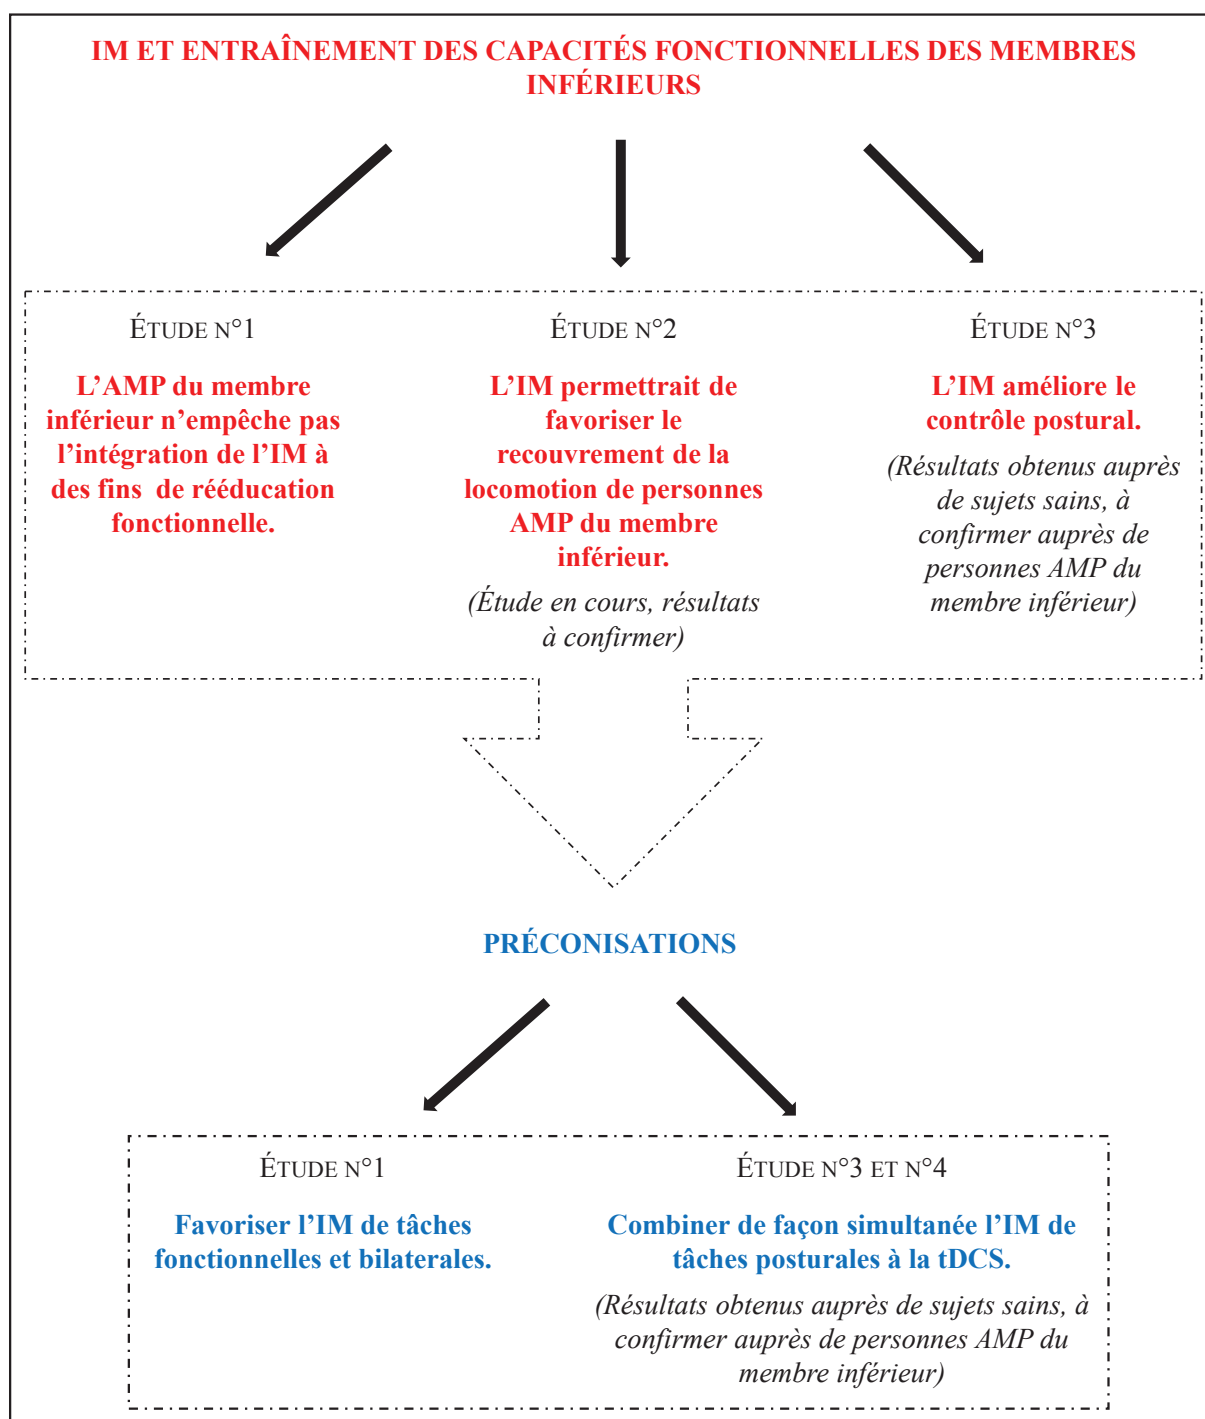 IM ET ENTRAÎNEMENT DES CAPACITÉS FONCTIONNELLES DES MEMBRES
INFÉRIEURS
ÉTUDE N°1
L'AMP du membre
inférieur n'empêche pas
l'intégration de l'IM à
des fins de rééducation
fonctionnelle.
ÉTUDE N°2
L'IM permettrait de
favoriser le
recouvrement de la
locomotion de personnes
AMP du membre
inférieur.
(Étude en cours, résultats
à confirmer)
ÉTUDE N°3
L'IM améliore le
contrôle postural.
(Résultats obtenus auprès
de sujets sains, à
confirmer auprès de
personnes AMP du
membre inférieur)
PRÉCONISATIONS
ÉTUDE N°1
Favoriser l'IM de tâches
fonctionnelles et bilaterales.
ÉTUDE N°3 ET N°4
Combiner de façon simultanée l'IM de
tâches posturales à la tDCS.
(Résultats obtenus auprès de sujets sains, à
confirmer auprès de personnes AMP du
membre inférieur)